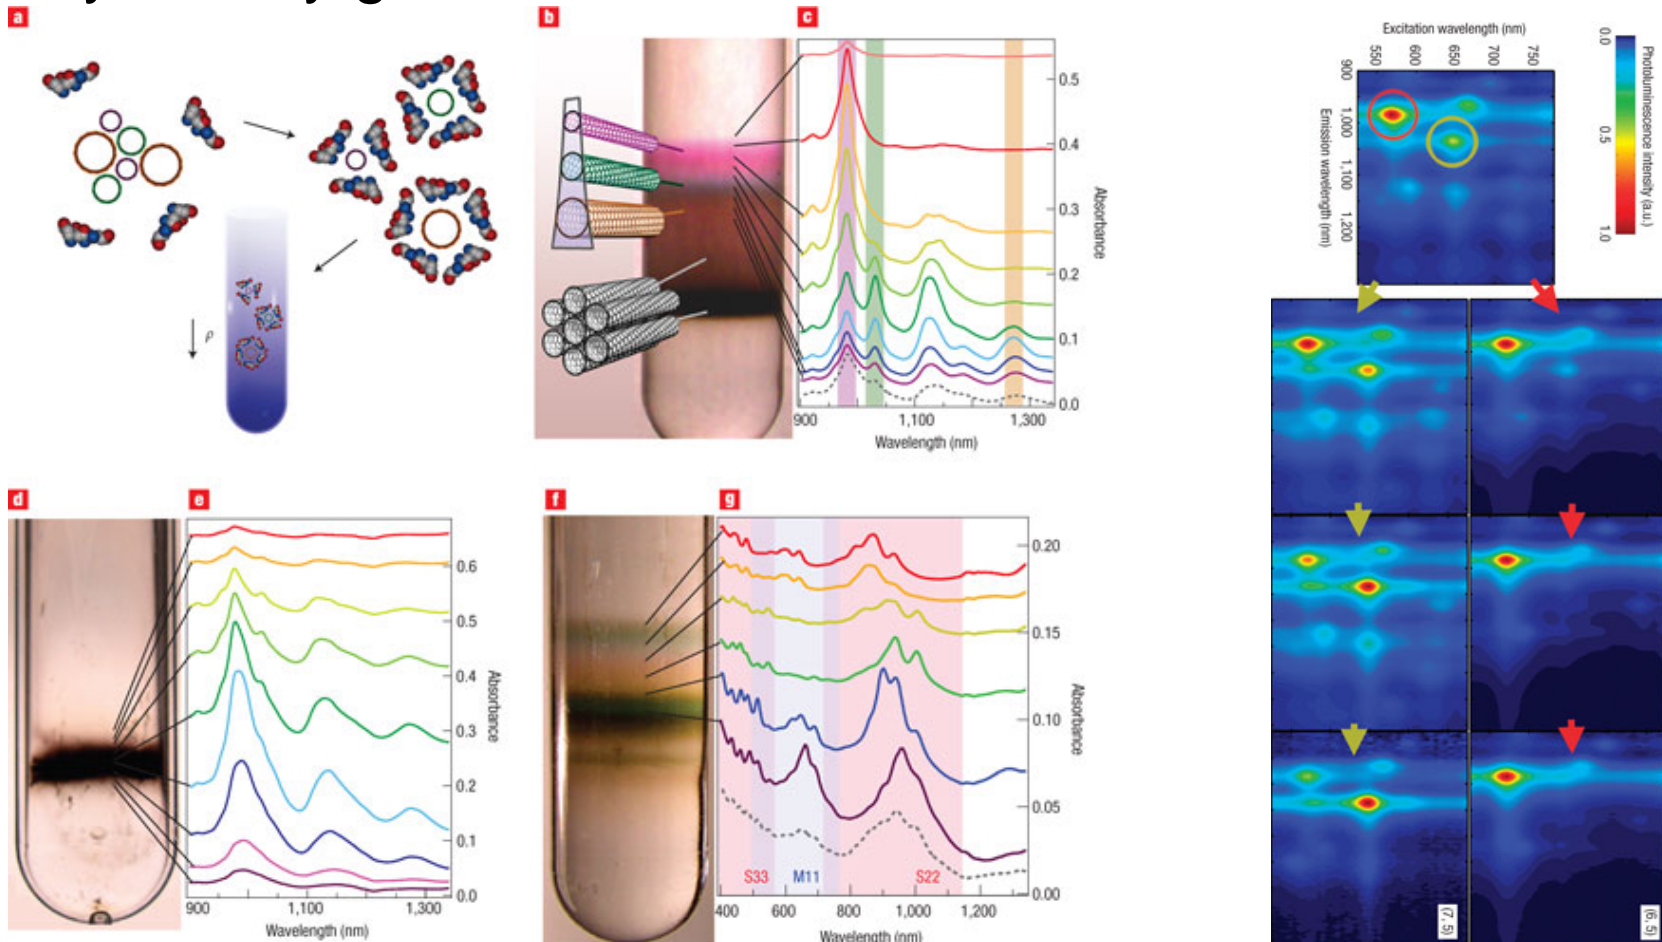 a
ρ
b
c
0.5
0.4
0.3
0.2
0.1
0.0
Absorbance
900
1,100
1,300
Wavelength (nm)
d
e
0.6
0.5
0.4
0.3
0.2
0.1
0.0
Absorbance
900
1,100
1,300
Wavelength (nm)
f
g
0.20
0.15
0.10
0.05
0.00
Absorbance
S33
M11
S22
400
600
800
1,000
1,200
Wavelength (nm)
Excitation wavelength (nm)
550
600
650
700
750
900
1,000
1,100
1,200
Emission wavelength (nm)
0.0
0.5
1.0
Photoluminescence intensity (a.u.)
(7, 5)
(6, 5)